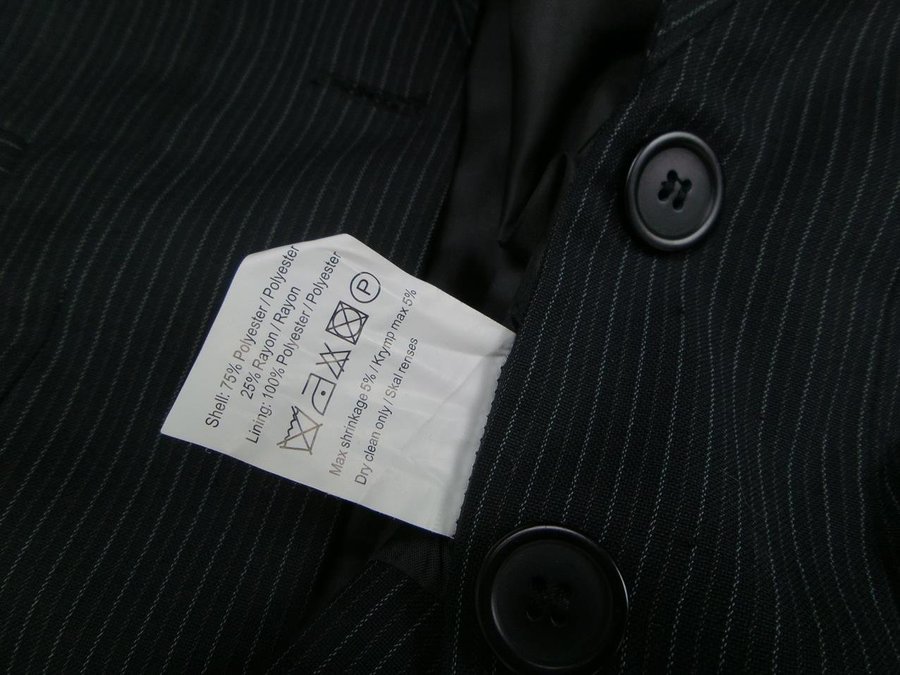 Shell: 75% Polyester / Polyester
25% Rayon / Rayon
Lining: 100% Polyester / Polyester
P
Max shrinkage 5% / Krymp max 5%
Dry clean only / Skal renses